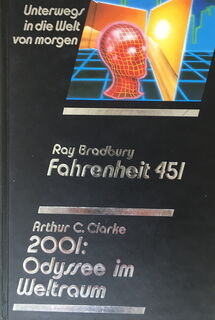 Unterwegs
in die Welt
von morgen
Ray Bradbury
Fahrenheit 451
Arthur C. Clarke
2001:
Odyssee im
Weltraum